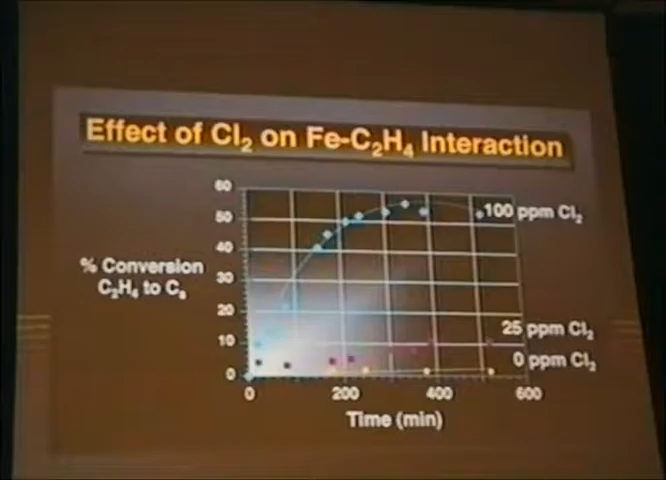 Effect of Cl₂ on Fe-C₂H₄ Interaction
60
50
40
30
20
10
0
% Conversion
C₂H₄ to Cₛ
100 ppm Cl₂
25 ppm Cl₂
0 ppm Cl₂
0 200 400 600
Time (min)